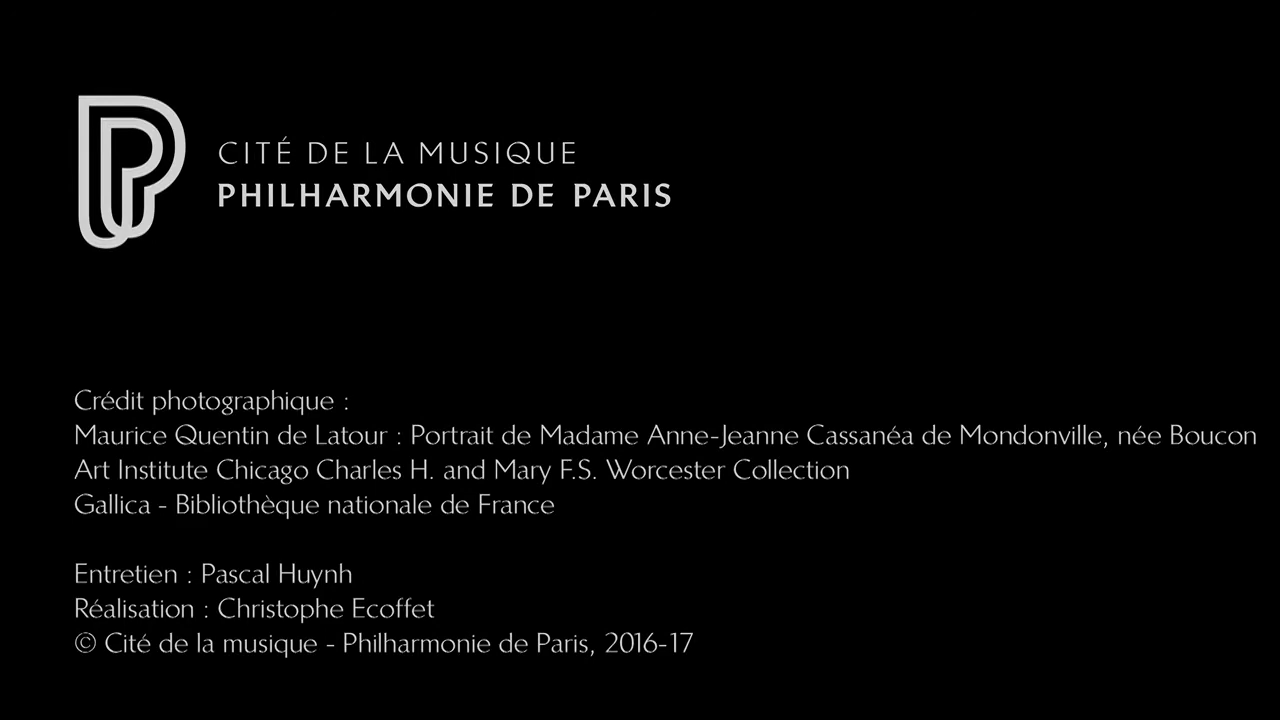 CITÉ DE LA MUSIQUE
PHILHARMONIE DE PARIS
Crédit photographique :
Maurice Quentin de Latour : Portrait de Madame Anne-Jeanne Cassanéa de Mondonville, née Boucon
Art Institute Chicago Charles H. and Mary F.S. Worcester Collection
Gallica - Bibliothèque nationale de France
Entretien : Pascal Huynh
Réalisation : Christophe Ecoffet
© Cité de la musique - Philharmonie de Paris, 2016-17